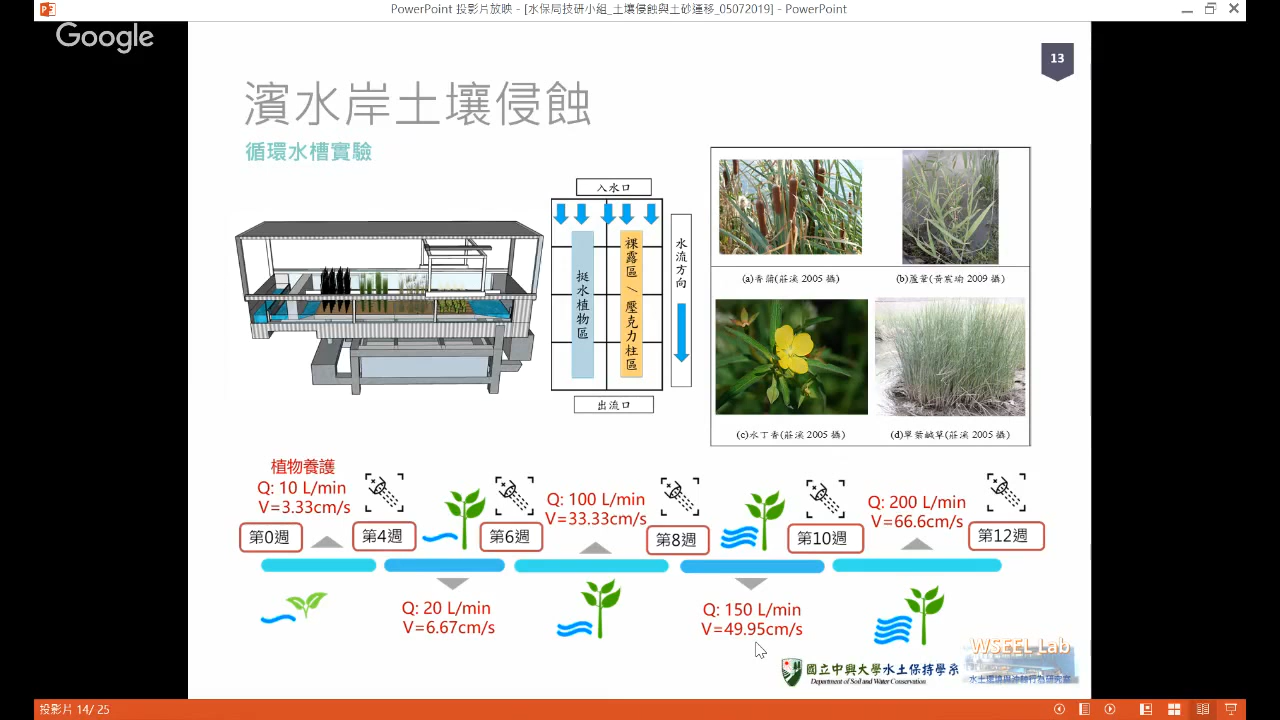 PowerPoint 投影片放映 - [水保局技研小組_土壤侵蝕與土砂運移_05072019] - PowerPoint
Google
13
濱水岸土壤侵蝕
循環水槽實驗
入水口
挺水植物區
裸露區/壓克力柱區
水流方向
出流口
(a)香蒲(莊溪 2005 攝)
(b)蘆葦(黃宸瑜 2009 攝)
(c)水丁香(莊溪 2005 攝)
(d)單葉鹹草(莊溪 2005 攝)
植物養護
Q: 10 L/min
V=3.33cm/s
Q: 100 L/min
V=33.33cm/s
Q: 200 L/min
V=66.6cm/s
第0週
第4週
第6週
第8週
第10週
第12週
Q: 20 L/min
V=6.67cm/s
Q: 150 L/min
V=49.95cm/s
國立中興大學水土保持學系
Department of Soil and Water Conservation
WSEEL Lab
投影片 14/ 25